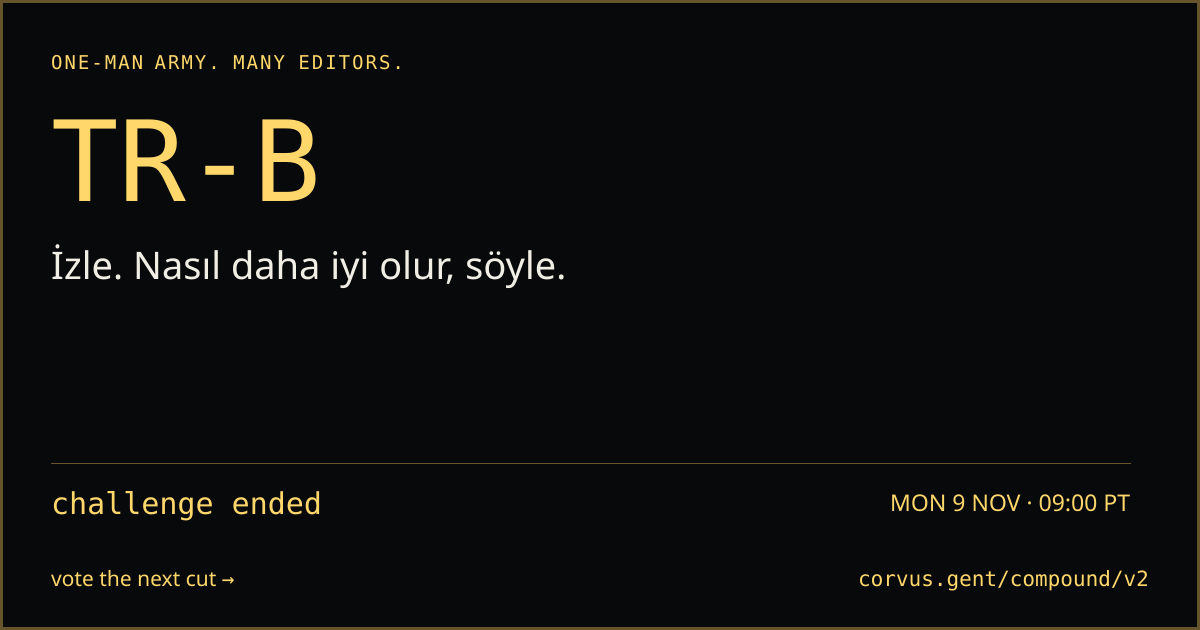 ONE-MAN ARMY. MANY EDITORS.
TR-B
İzle. Nasıl daha iyi olur, söyle.
challenge ended
MON 9 NOV · 09:00 PT
vote the next cut →
corvus.gent/compound/v2